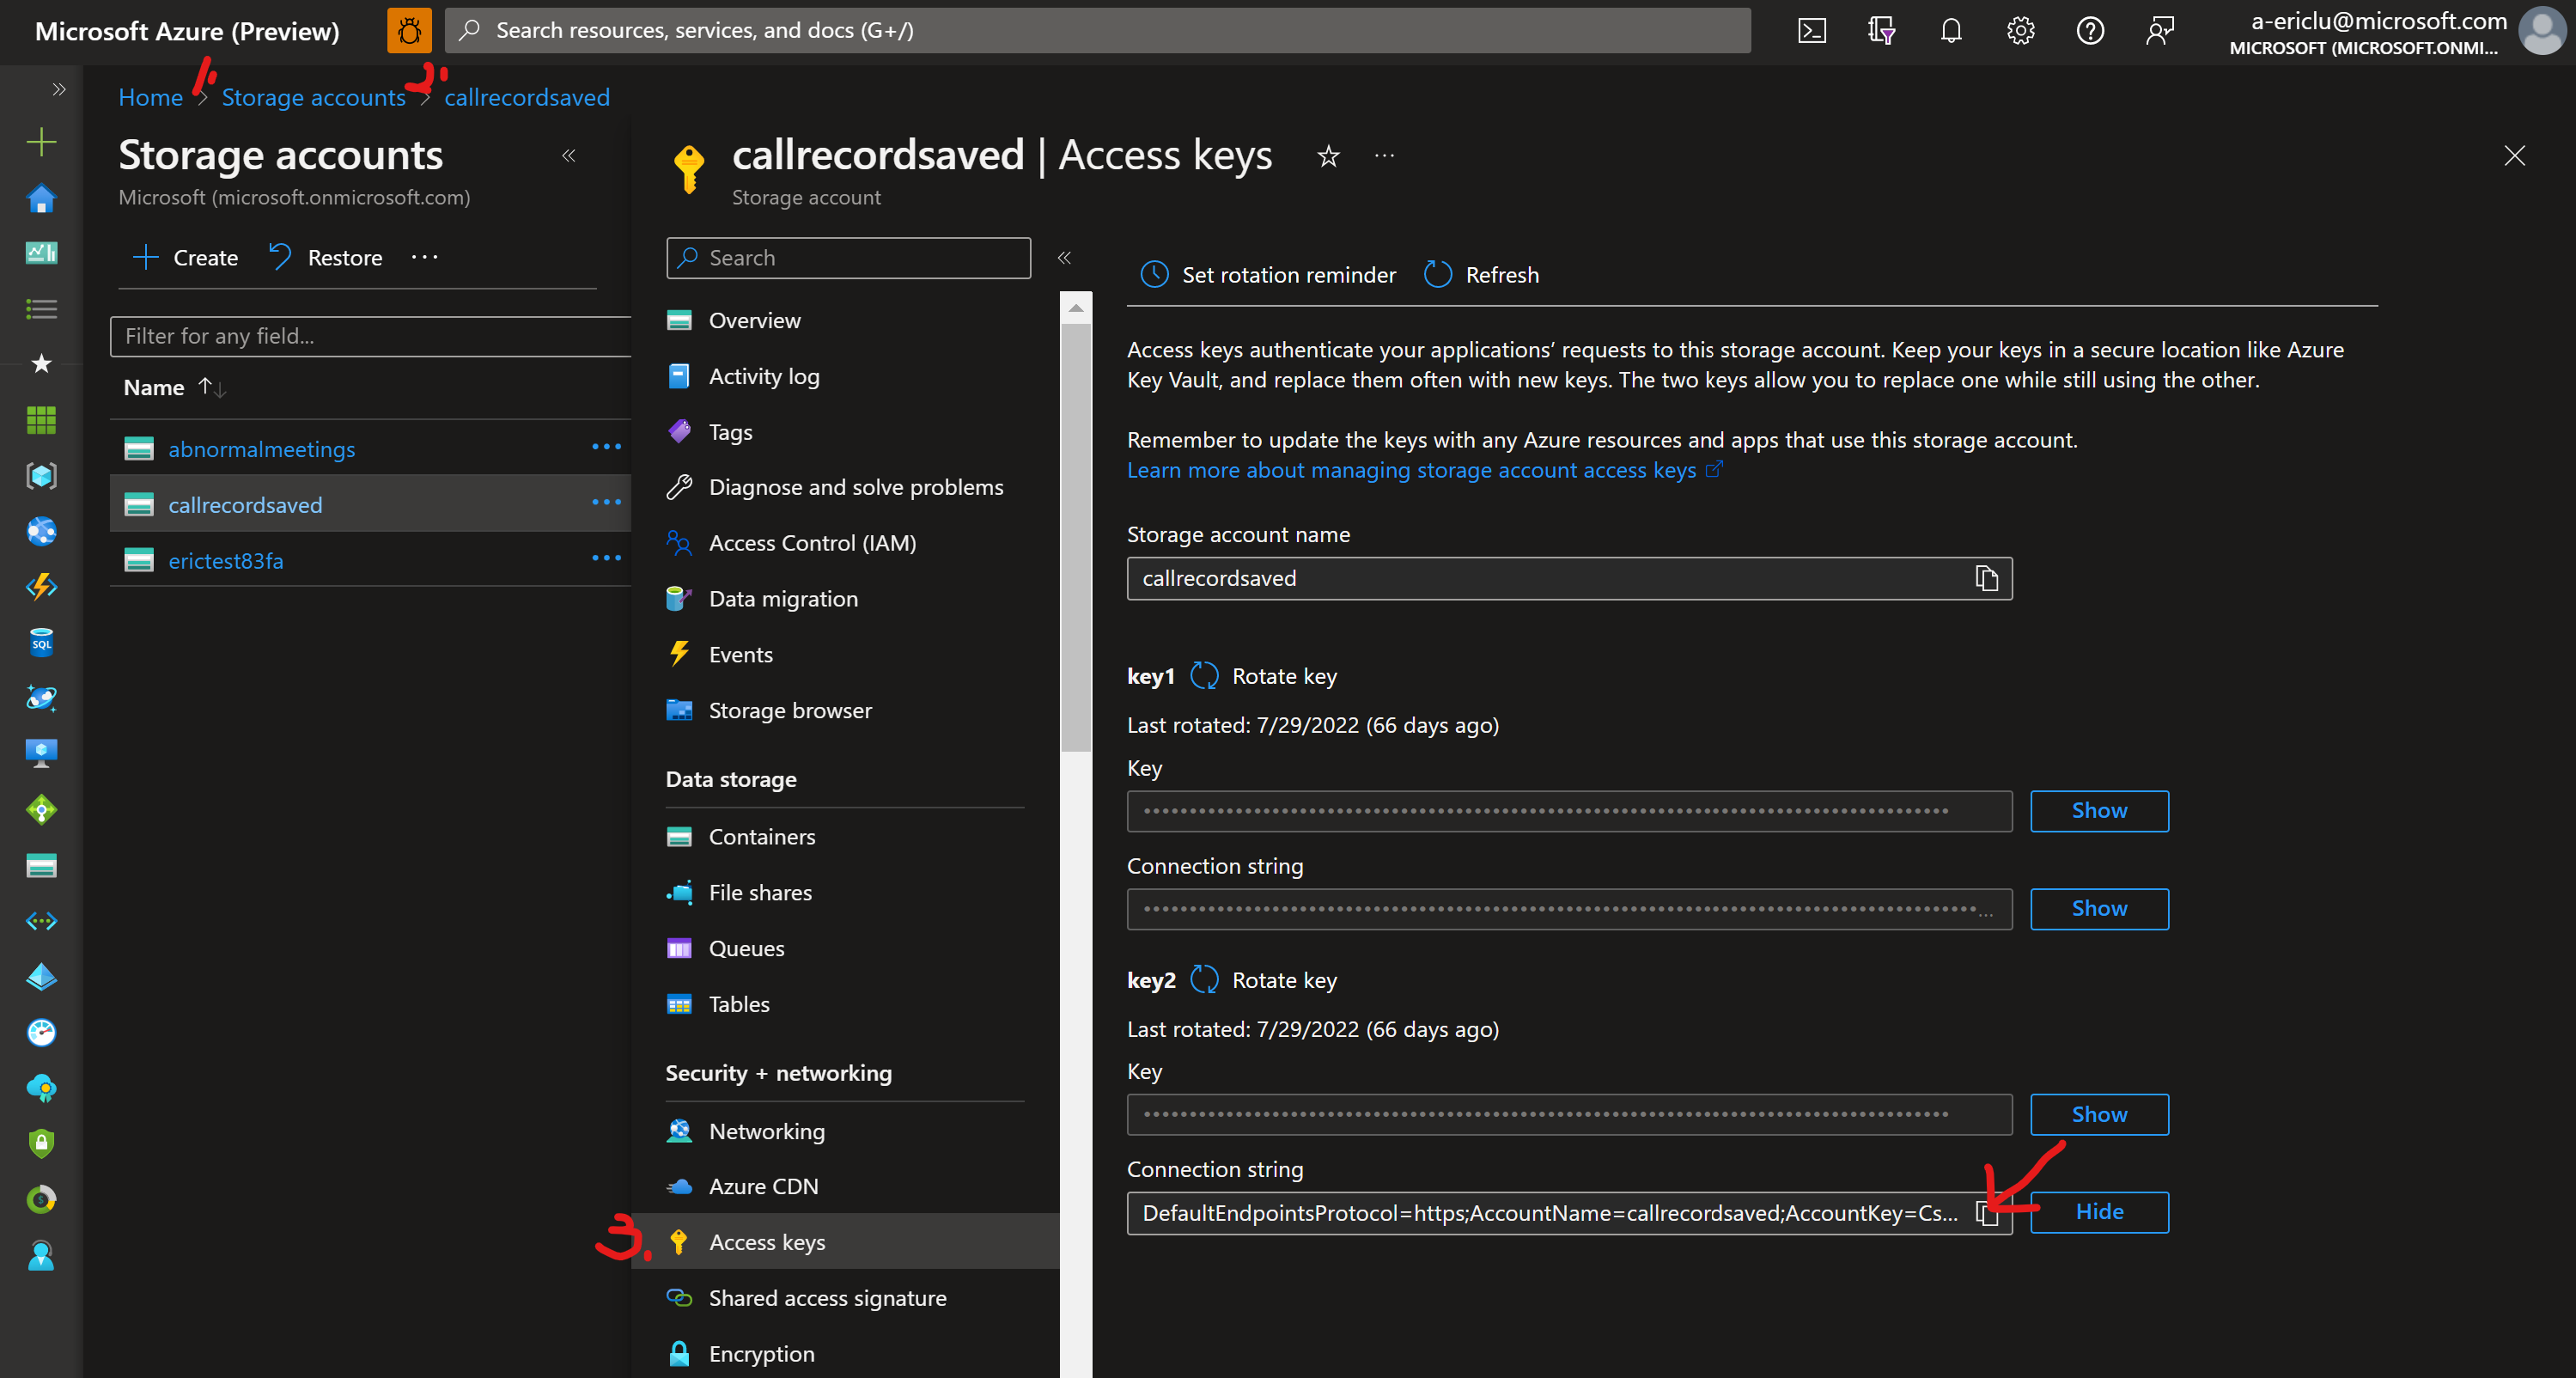 Microsoft Azure (Preview)
Search resources, services, and docs (G+/)
a-ericlu@microsoft.com
MICROSOFT (MICROSOFT.ONMI...
1.
2.
Home > Storage accounts > callrecordsaved
Storage accounts
Microsoft (microsoft.onmicrosoft.com)
Create
Restore
Filter for any field...
Name
abnormalmeetings
callrecordsaved
erictest83fa
callrecordsaved | Access keys
Storage account
Search
Overview
Activity log
Tags
Diagnose and solve problems
Access Control (IAM)
Data migration
Events
Storage browser
Data storage
Containers
File shares
Queues
Tables
Security + networking
Networking
Azure CDN
3.
Access keys
Shared access signature
Encryption
Set rotation reminder
Refresh
Access keys authenticate your applications’ requests to this storage account. Keep your keys in a secure location like Azure
Key Vault, and replace them often with new keys. The two keys allow you to replace one while still using the other.
Remember to update the keys with any Azure resources and apps that use this storage account.
Learn more about managing storage account access keys
Storage account name
callrecordsaved
key1
Rotate key
Last rotated: 7/29/2022 (66 days ago)
Key
Show
Connection string
Show
key2
Rotate key
Last rotated: 7/29/2022 (66 days ago)
Key
Show
Connection string
DefaultEndpointsProtocol=https;AccountName=callrecordsaved;AccountKey=Cs...
Hide
SQL